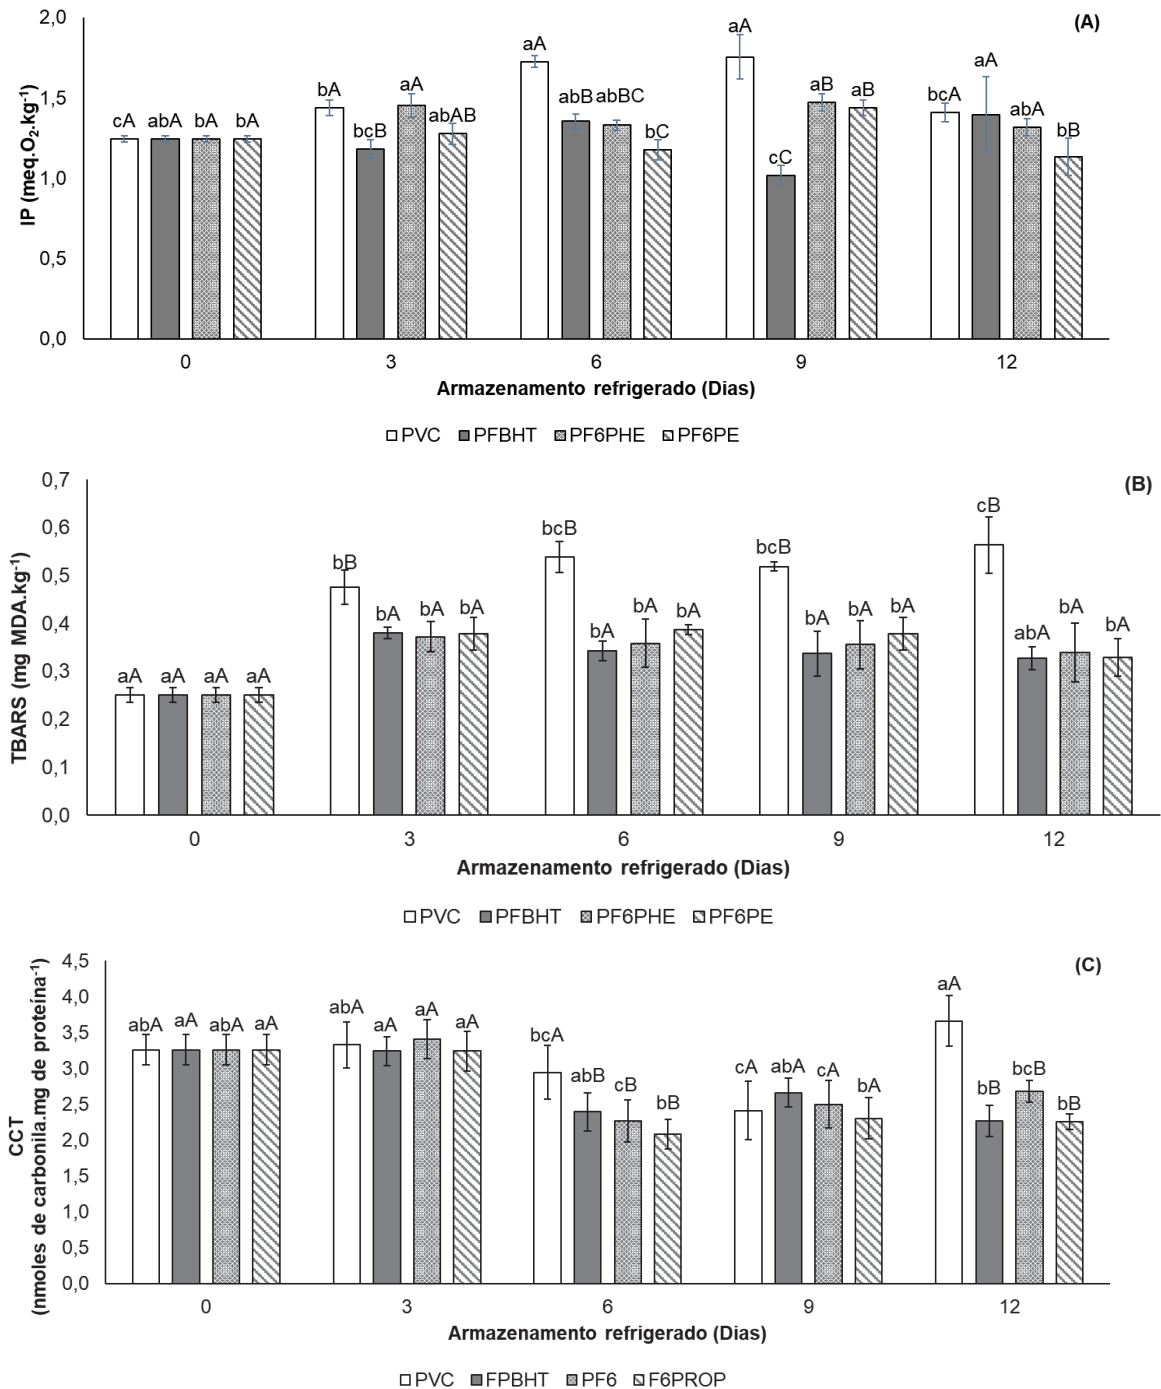 (A)
IP (meq.O2.kg-1)
2,0
1,5
1,0
0,5
0,0
cA abA bA bA
bA bcB aA abAB
aA abB abBC bC
aA cC aB aB
bcA aA abA bB
0 3 6 9 12
Armazenamento refrigerado (Dias)
PVC PFBHT PF6PHE PF6PE
(B)
TBARS (mg MDA.kg-1)
0,7
0,6
0,5
0,4
0,3
0,2
0,1
0,0
aA aA aA aA
bB bA bA bA
bcB bA bA bA
bcB bA bA bA
cB abA bA bA
0 3 6 9 12
Armazenamento refrigerado (Dias)
PVC PFBHT PF6PHE PF6PE
(C)
CCT
(nmoles de carbonila.mg de proteína-1)
4,5
4,0
3,5
3,0
2,5
2,0
1,5
1,0
0,5
0,0
abA aA abA aA
abA aA aA aA
bcA abB cB bB
cA abA cA bA
aA bB bcB bB
0 3 6 9 12
Armazenamento refrigerado (Dias)
PVC FPBHT PF6 F6PROP